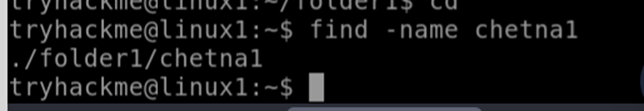 tryhackme@linux1:~/folder1$ cd
tryhackme@linux1:~$ find -name chetna1
./folder1/chetna1
tryhackme@linux1:~$